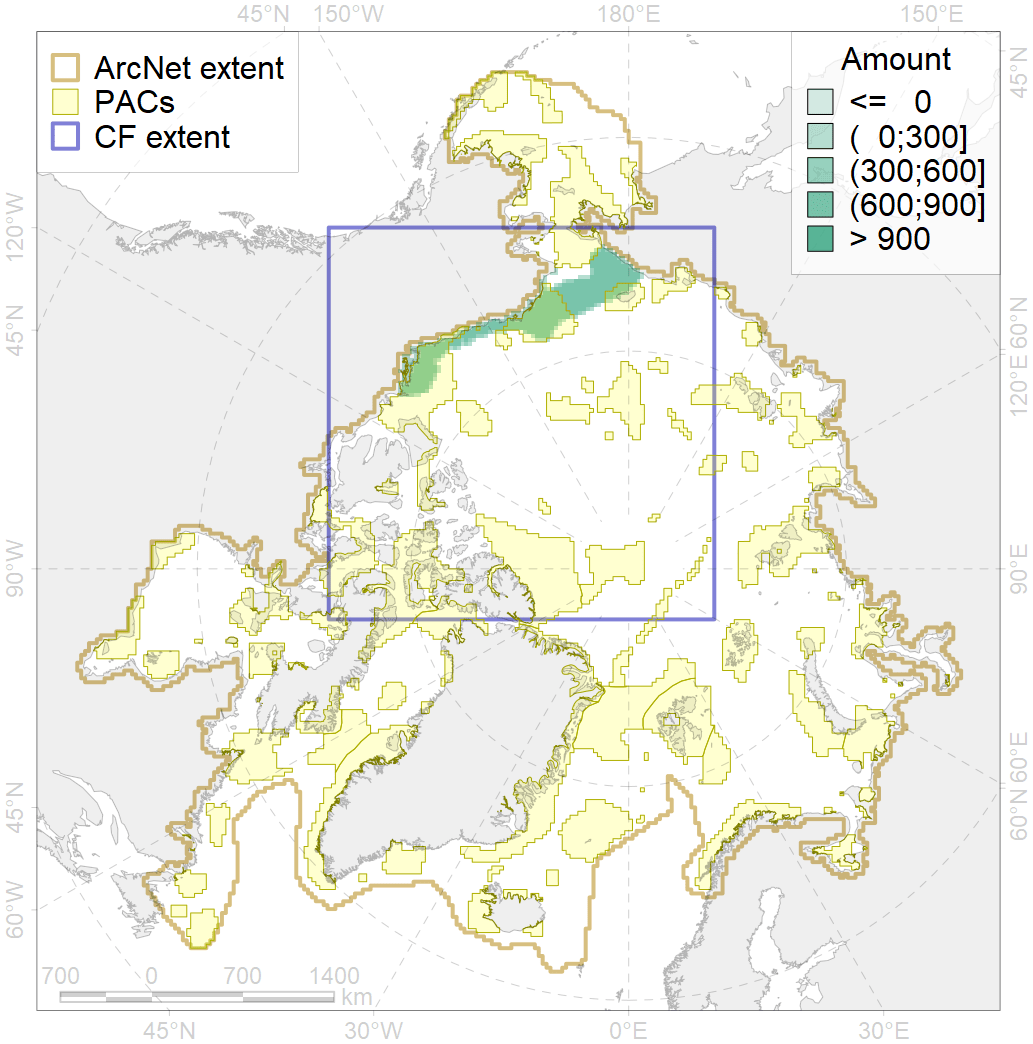 45°N 150°W 180°E 150°E
ArcNet extent
PACs
CF extent
Amount
<= 0
( 0;300]
(300;600]
(600;900]
> 900
45°N
120°W
45°N
90°W
45°N
60°W
60°N
120°E
90°E
60°E
60°N
700 0 700 1400
km
45°N 30°W 0°E 30°E